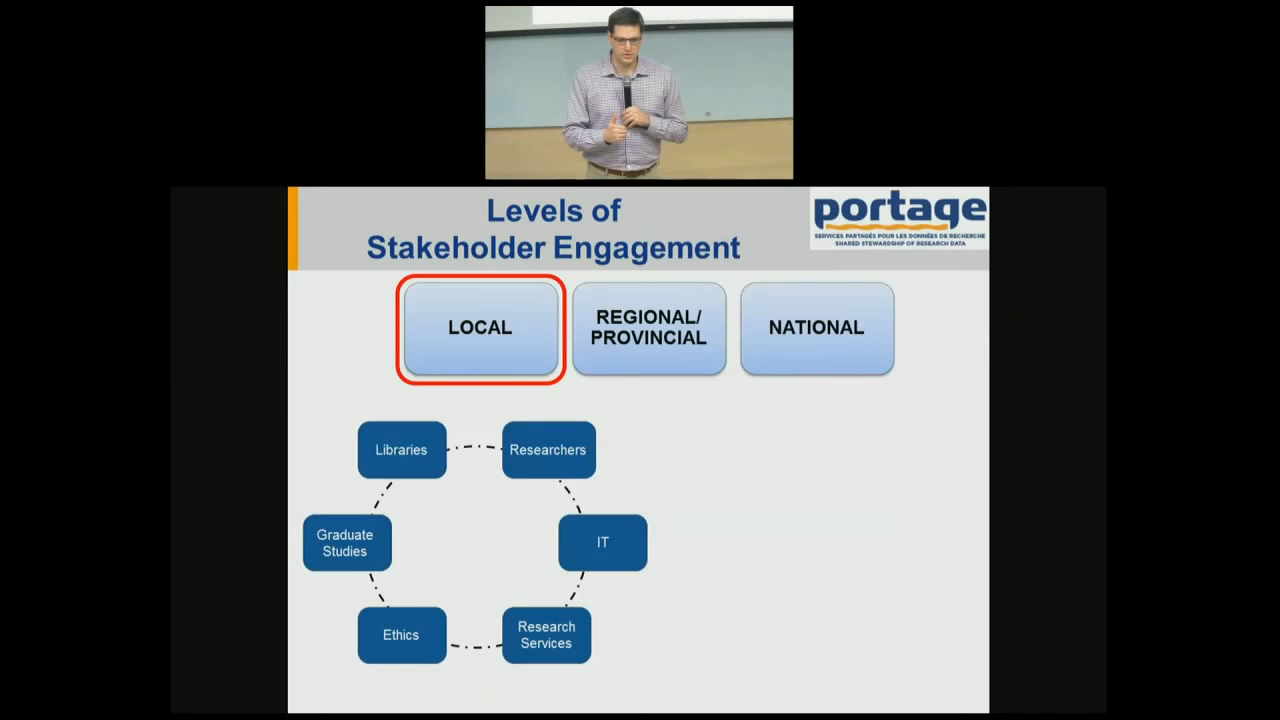 Levels of
Stakeholder Engagement
portage
SERVICES PARTAGÉS POUR LES DONNÉES DE RECHERCHE
SHARED STEWARDSHIP OF RESEARCH DATA
LOCAL
REGIONAL/
PROVINCIAL
NATIONAL
Libraries
Researchers
Graduate
Studies
IT
Ethics
Research
Services